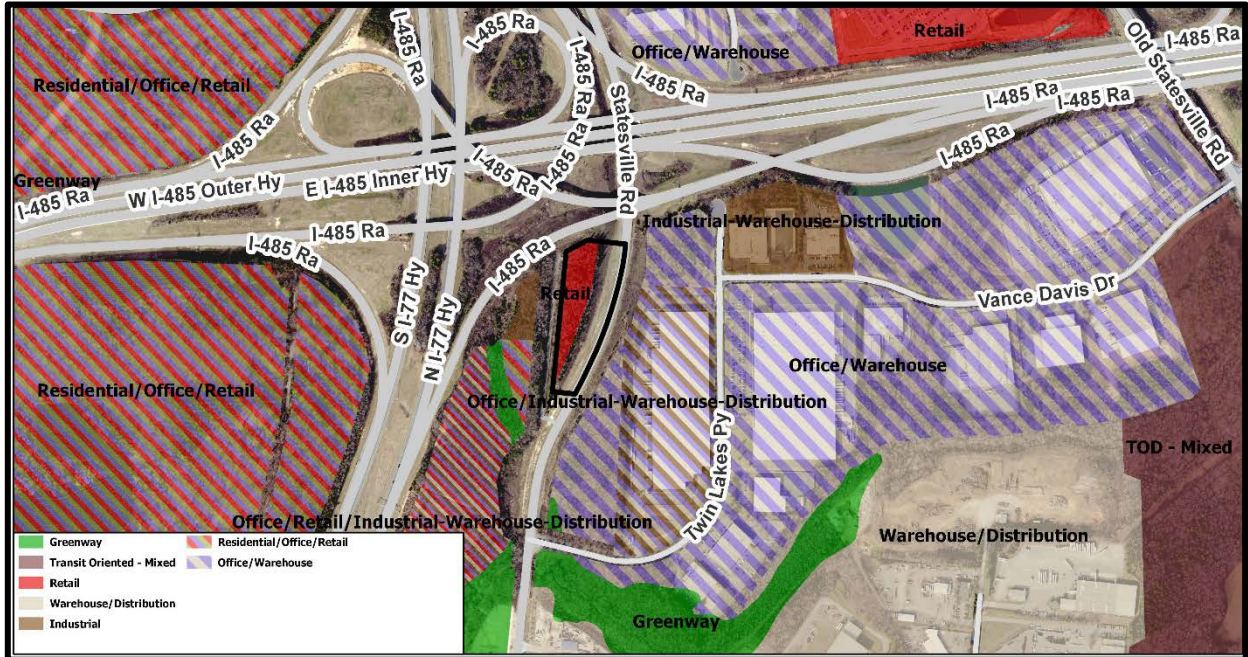 I-485 Ra
I-485 Ra
I-485 Ra
Office/Warehouse
Retail
Old Statesville Rd
I-485 Ra
Residential/Office/Retail
I-485 Ra
Statesville Rd
I-485 Ra
I-485 Ra
I-485 Ra
I-485 Ra
I-485 Ra
I-485 Ra
I-485 Ra
Greenway
I-485 Ra
W I-485 Outer Hy
E I-485 Inner Hy
I-485 Ra
I-485 Ra
I-485 Ra
Industrial-Warehouse-Distribution
S I-77 Hy
N I-77 Hy
Retail
Vance Davis Dr
Residential/Office/Retail
Office/Warehouse
Office/Industrial-Warehouse-Distribution
Twin Lakes Py
TOD - Mixed
Office/Retail/Industrial-Warehouse-Distribution
Warehouse/Distribution
Greenway
Greenway
Transit Oriented - Mixed
Retail
Warehouse/Distribution
Industrial
Residential/Office/Retail
Office/Warehouse